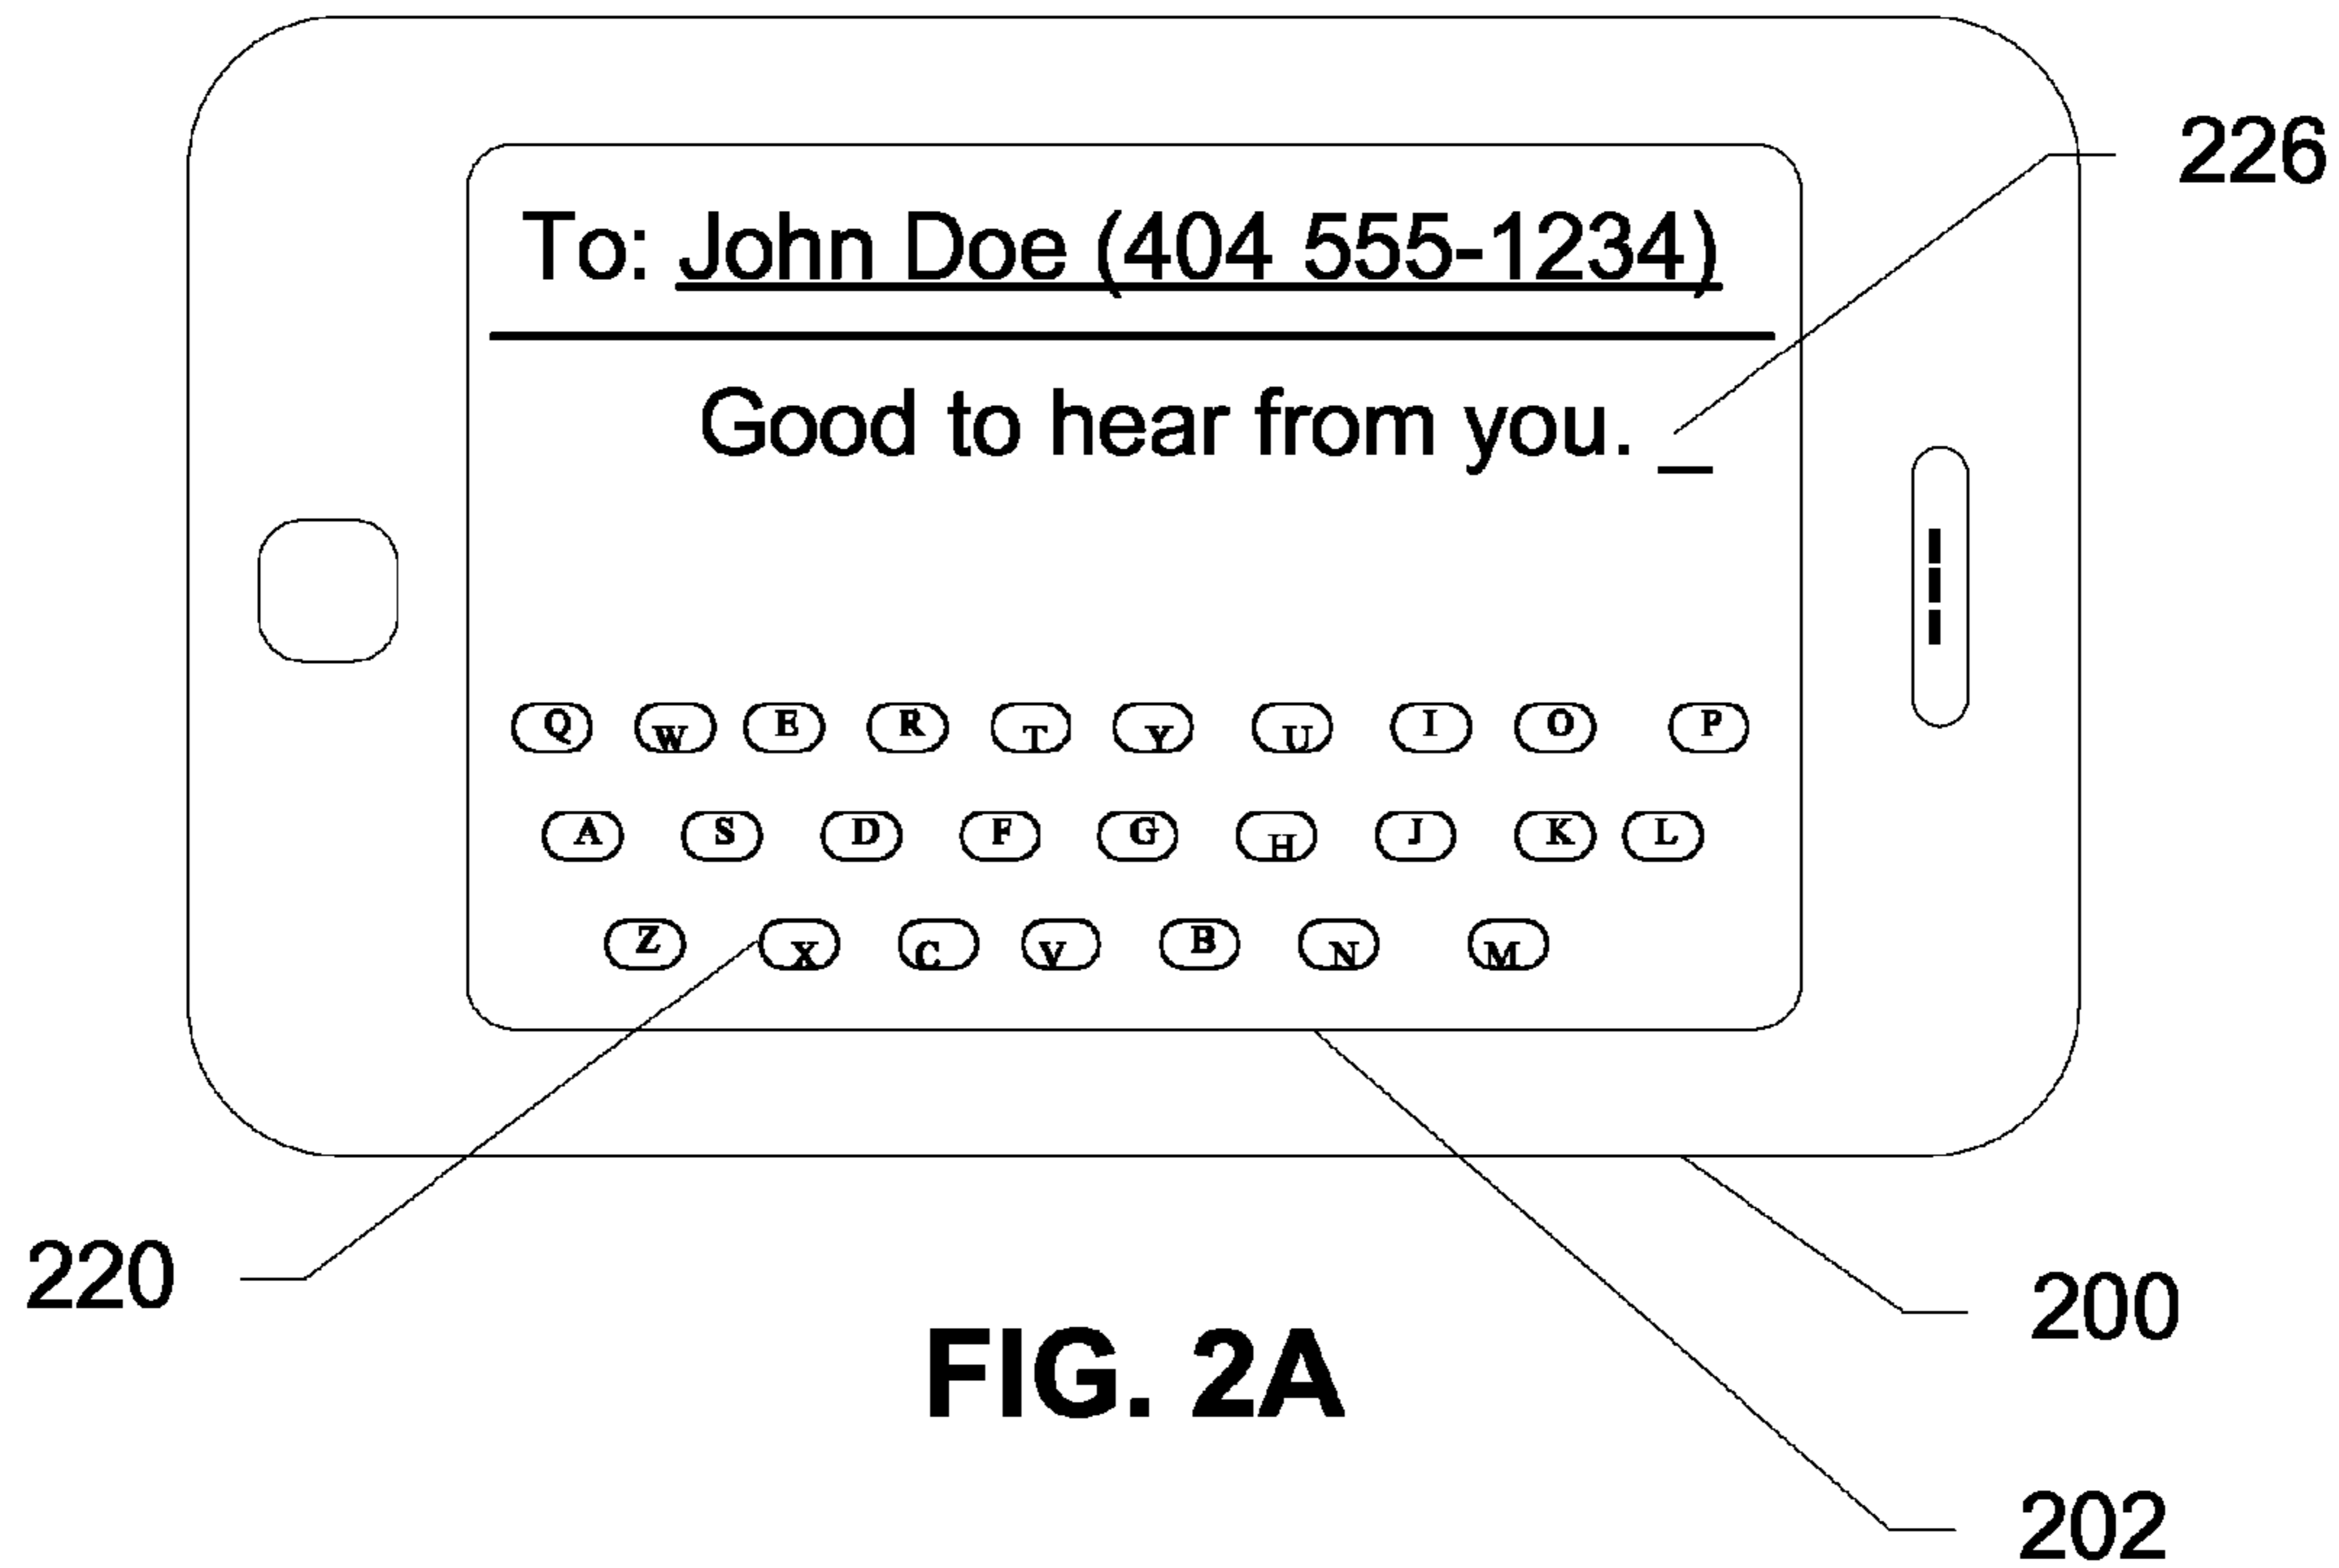 226
To: John Doe (404 555-1234)
Good to hear from you. _
Q W E R T Y U I O P
A S D F G H J K L
Z X C V B N M
220
200
FIG. 2A
202